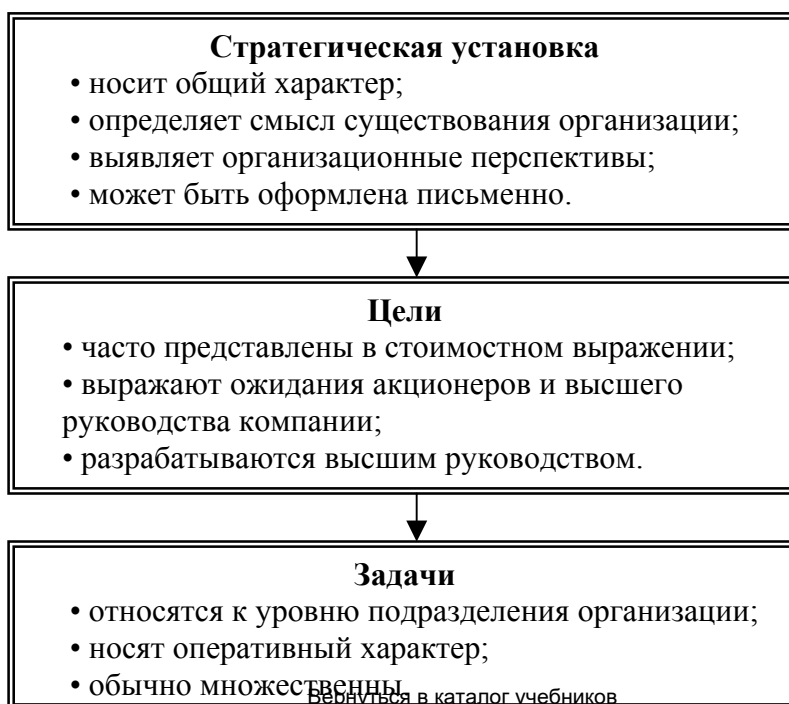 Стратегическая установка
• носит общий характер;
• определяет смысл существования организации;
• выявляет организационные перспективы;
• может быть оформлена письменно.
Цели
• часто представлены в стоимостном выражении;
• выражают ожидания акционеров и высшего
руководства компании;
• разрабатываются высшим руководством.
Задачи
• относятся к уровню подразделения организации;
• носят оперативный характер;
• обычно множественны.
Вернуться в каталог учебников